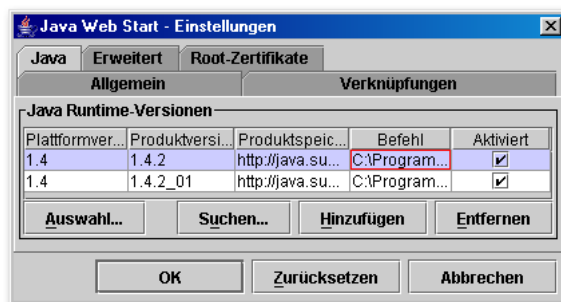 Java Web Start - Einstellungen
Java Erweitert Root-Zertifikate
Allgemein Verknüpfungen
Java Runtime-Versionen
Plattformver... Produktversi... Produktspeic... Befehl Aktiviert
1.4 1.4.2 http://java.su... C:\Program...
1.4 1.4.2_01 http://java.su... C:\Program...
Auswahl... Suchen... Hinzufügen Entfernen
OK Zurücksetzen Abbrechen